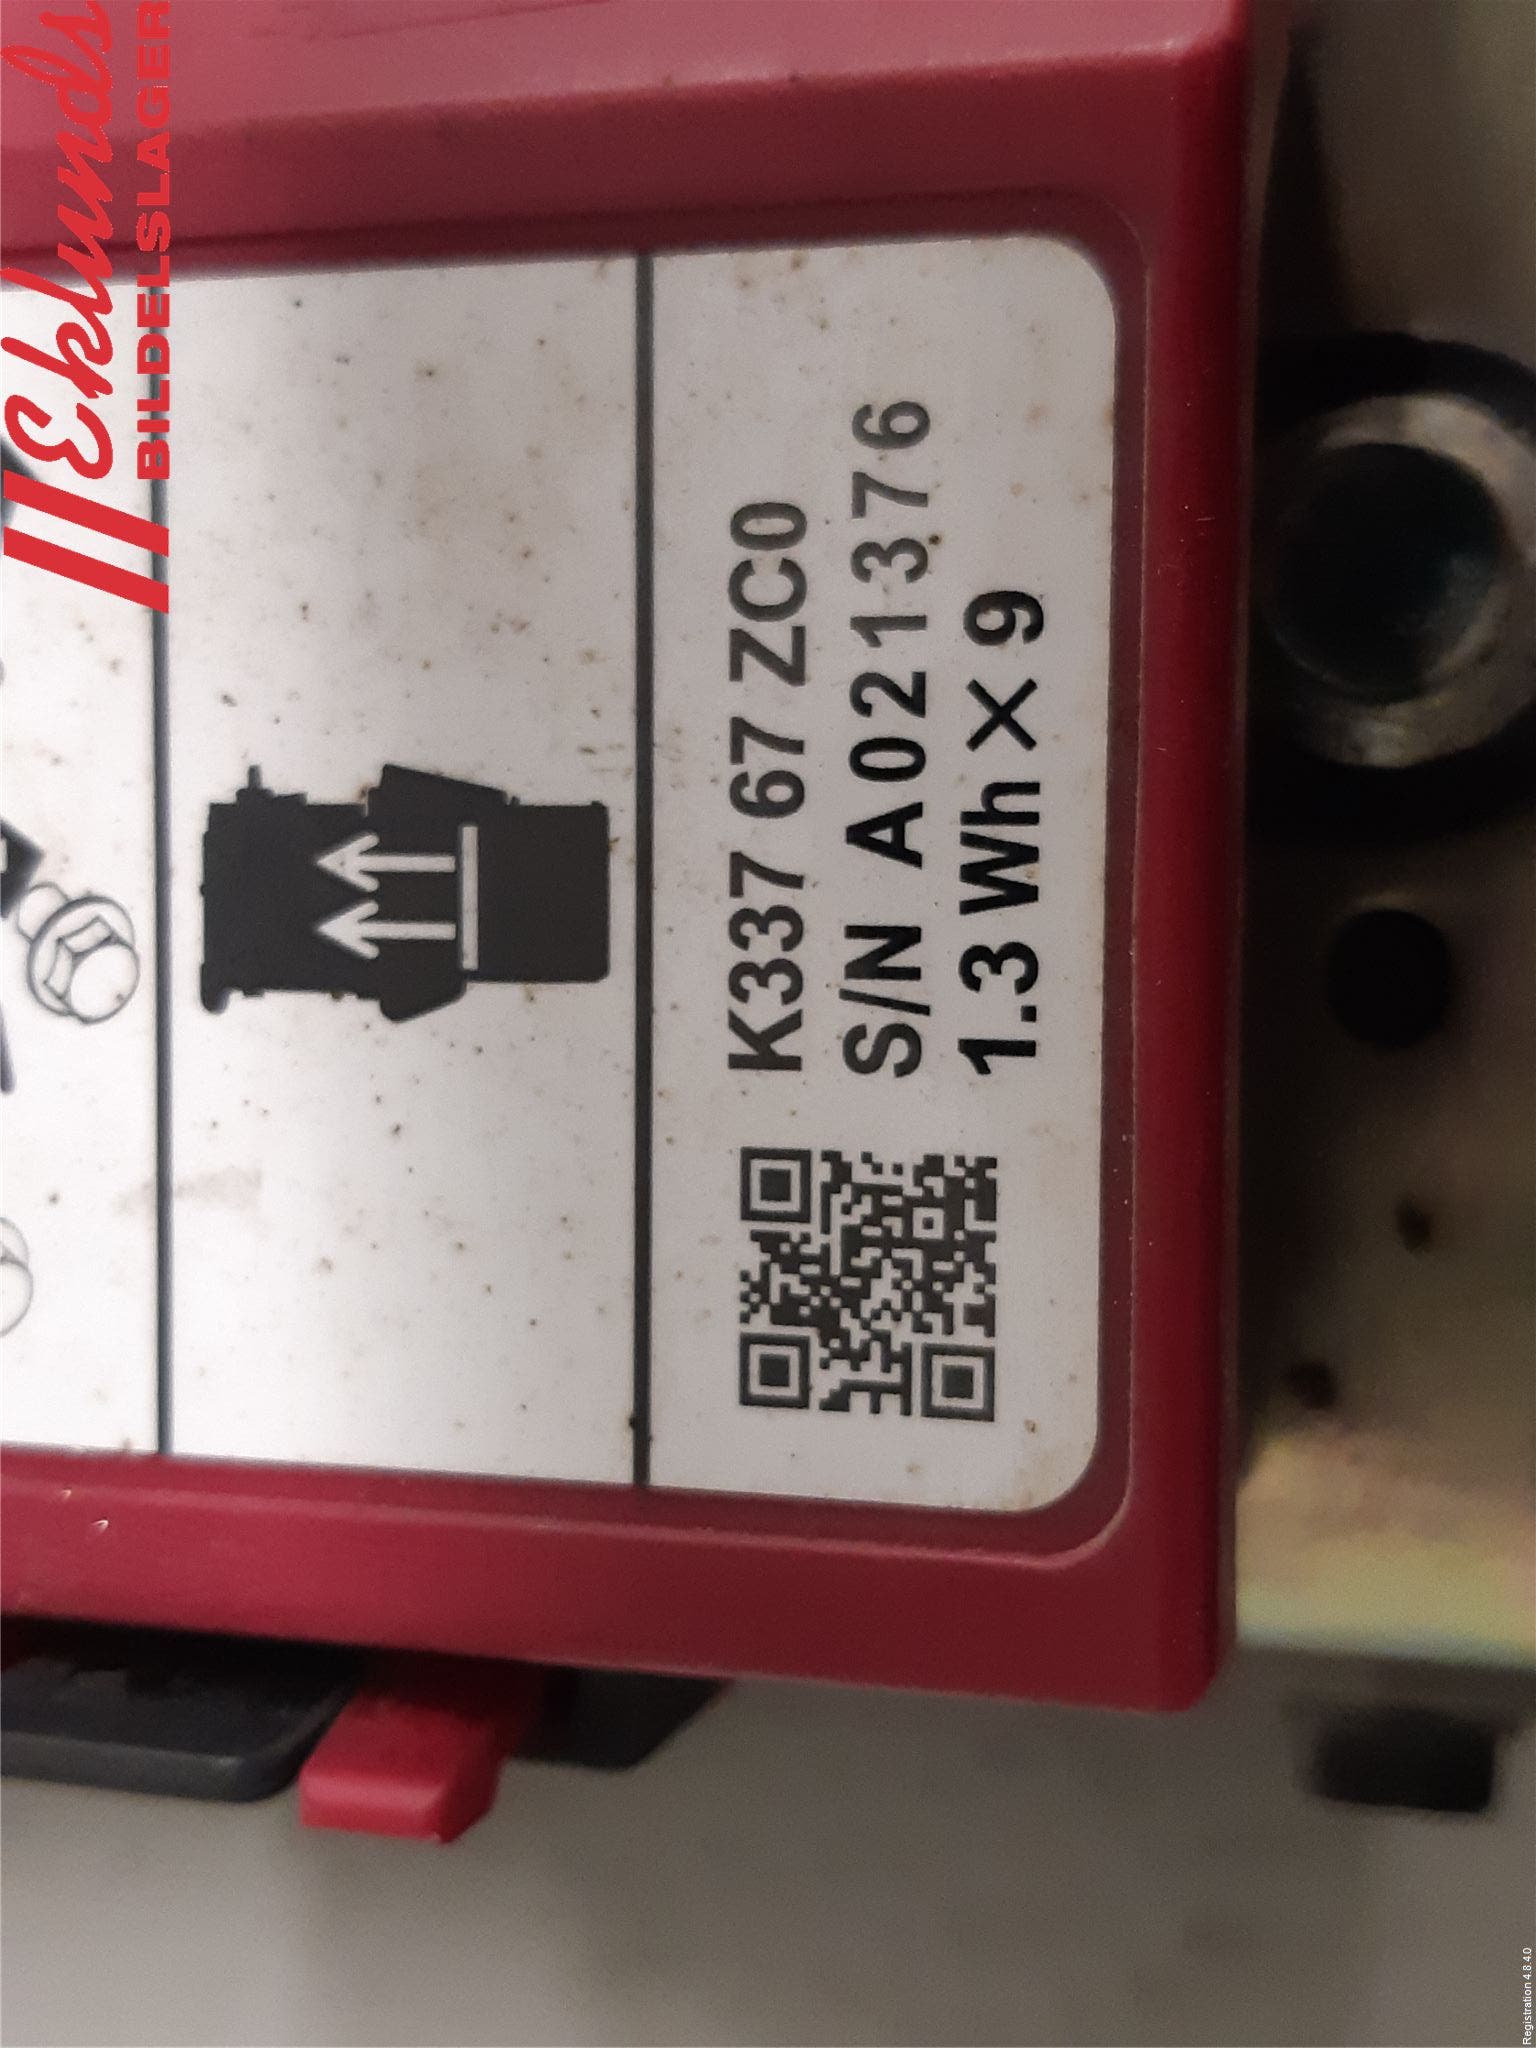 Eklunds
BILDELSLAGER
K337 67 ZC0
S/N A021376
1.3 Wh × 9
Registration 4.8.4.0